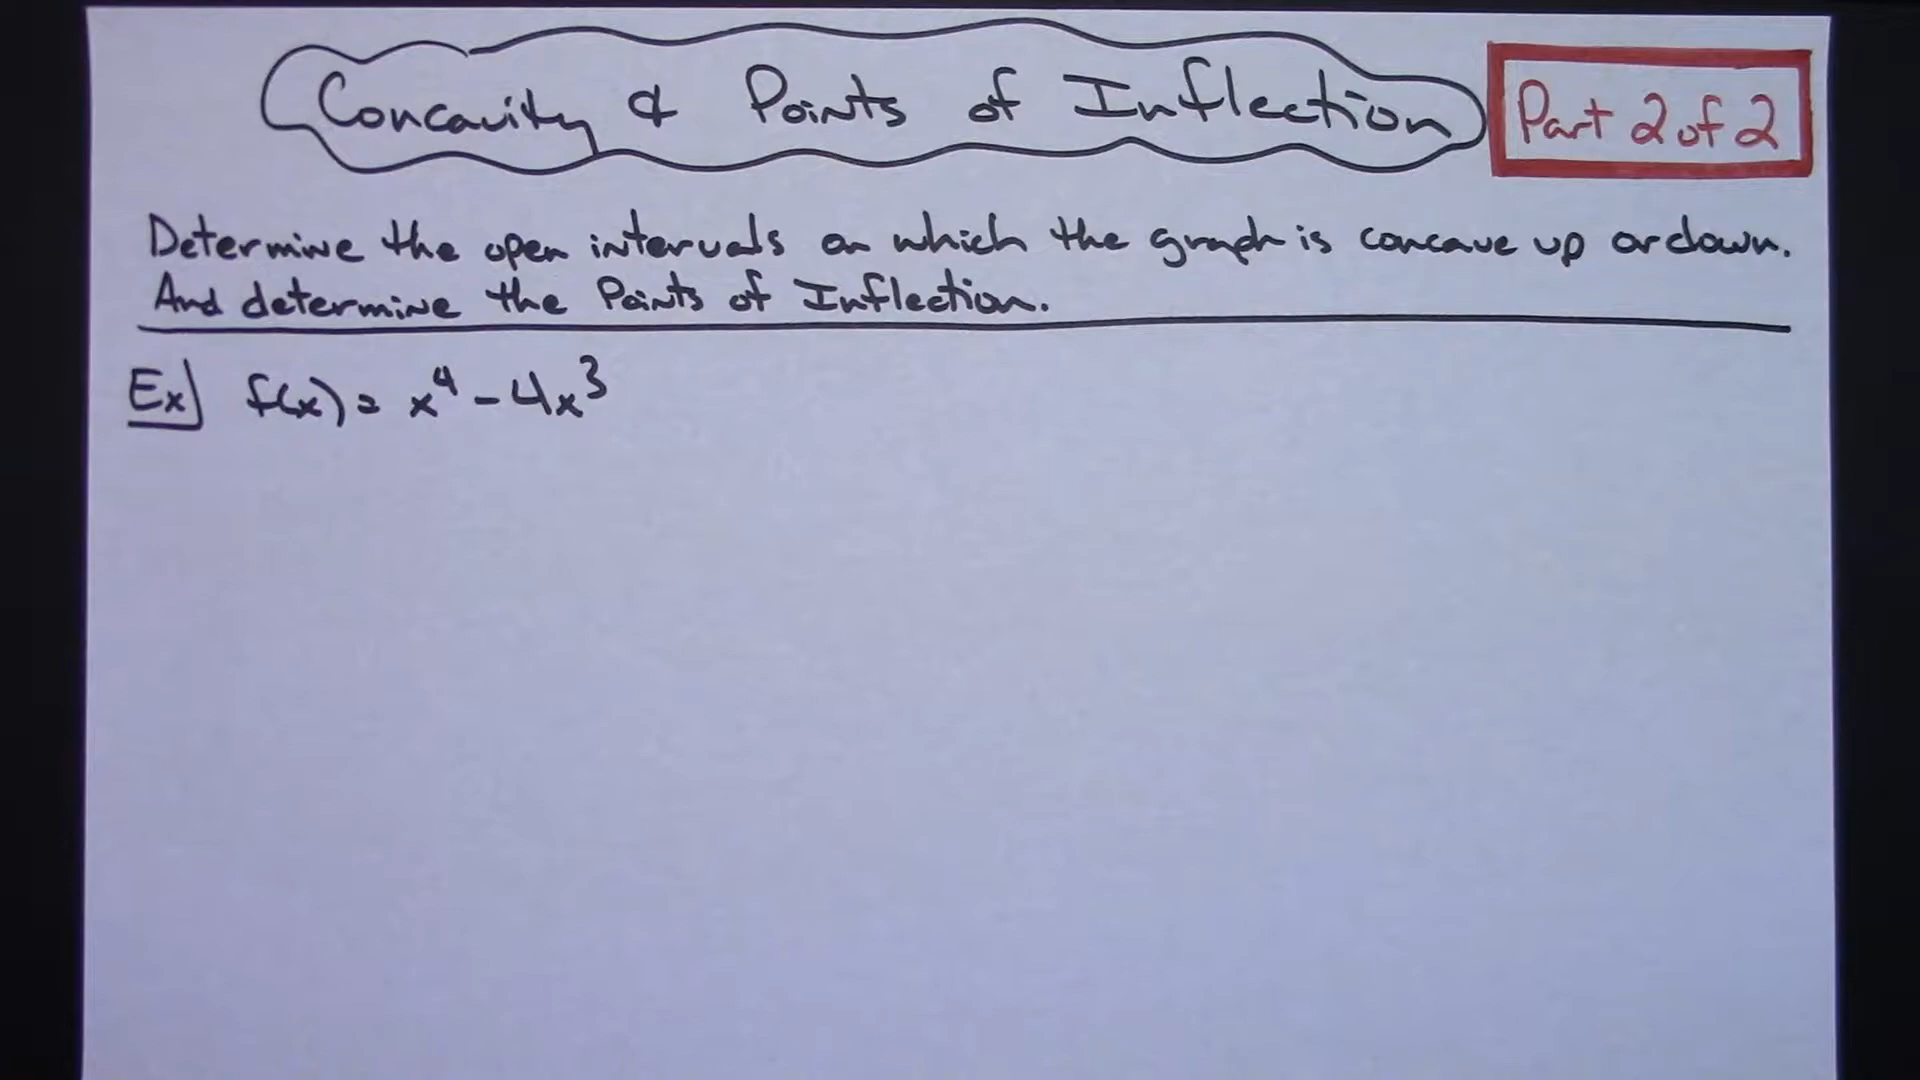 Concavity & Points of Inflection
Part 2 of 2
Determine the open intervals on which the graph is concave up or down.
And determine the Points of Inflection.
Ex] f(x) = x⁴ - 4x³